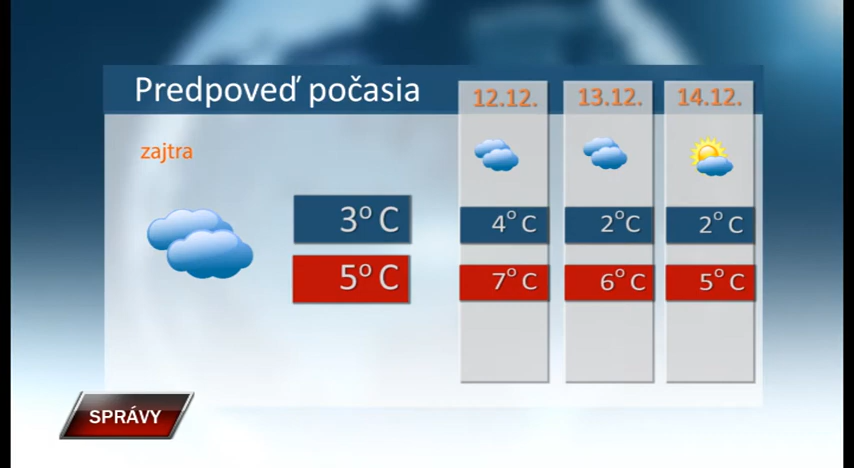 Predpoveď počasia
zajtra
3° C
5° C
12.12.
4° C
7° C
13.12.
2°C
6° C
14.12.
2° C
5° C
SPRÁVY